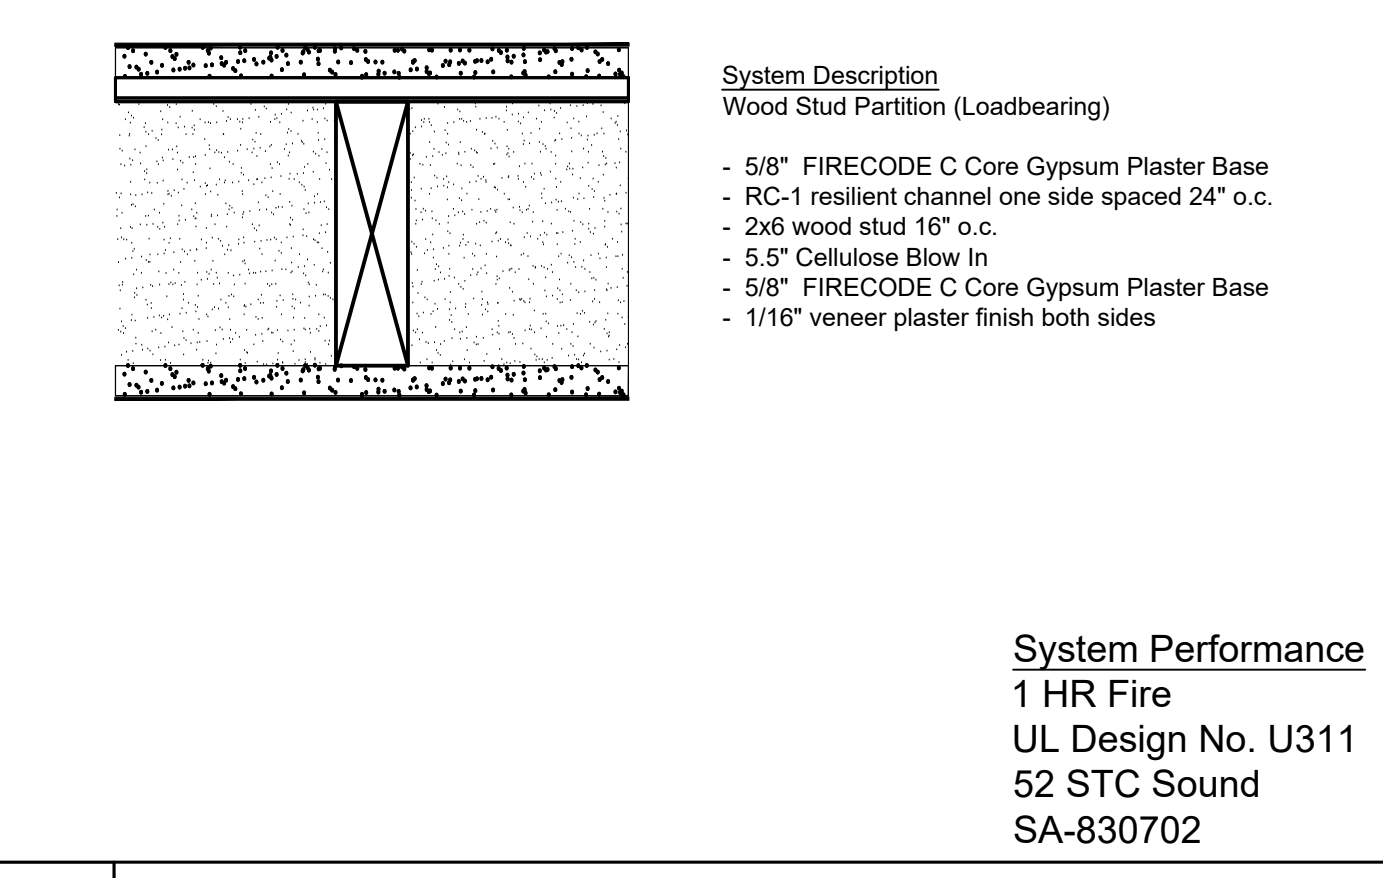 System Description
Wood Stud Partition (Loadbearing)
- 5/8" FIRECODE C Core Gypsum Plaster Base
- RC-1 resilient channel one side spaced 24" o.c.
- 2x6 wood stud 16" o.c.
- 5.5" Cellulose Blow In
- 5/8" FIRECODE C Core Gypsum Plaster Base
- 1/16" veneer plaster finish both sides
System Performance
1 HR Fire
UL Design No. U311
52 STC Sound
SA-830702